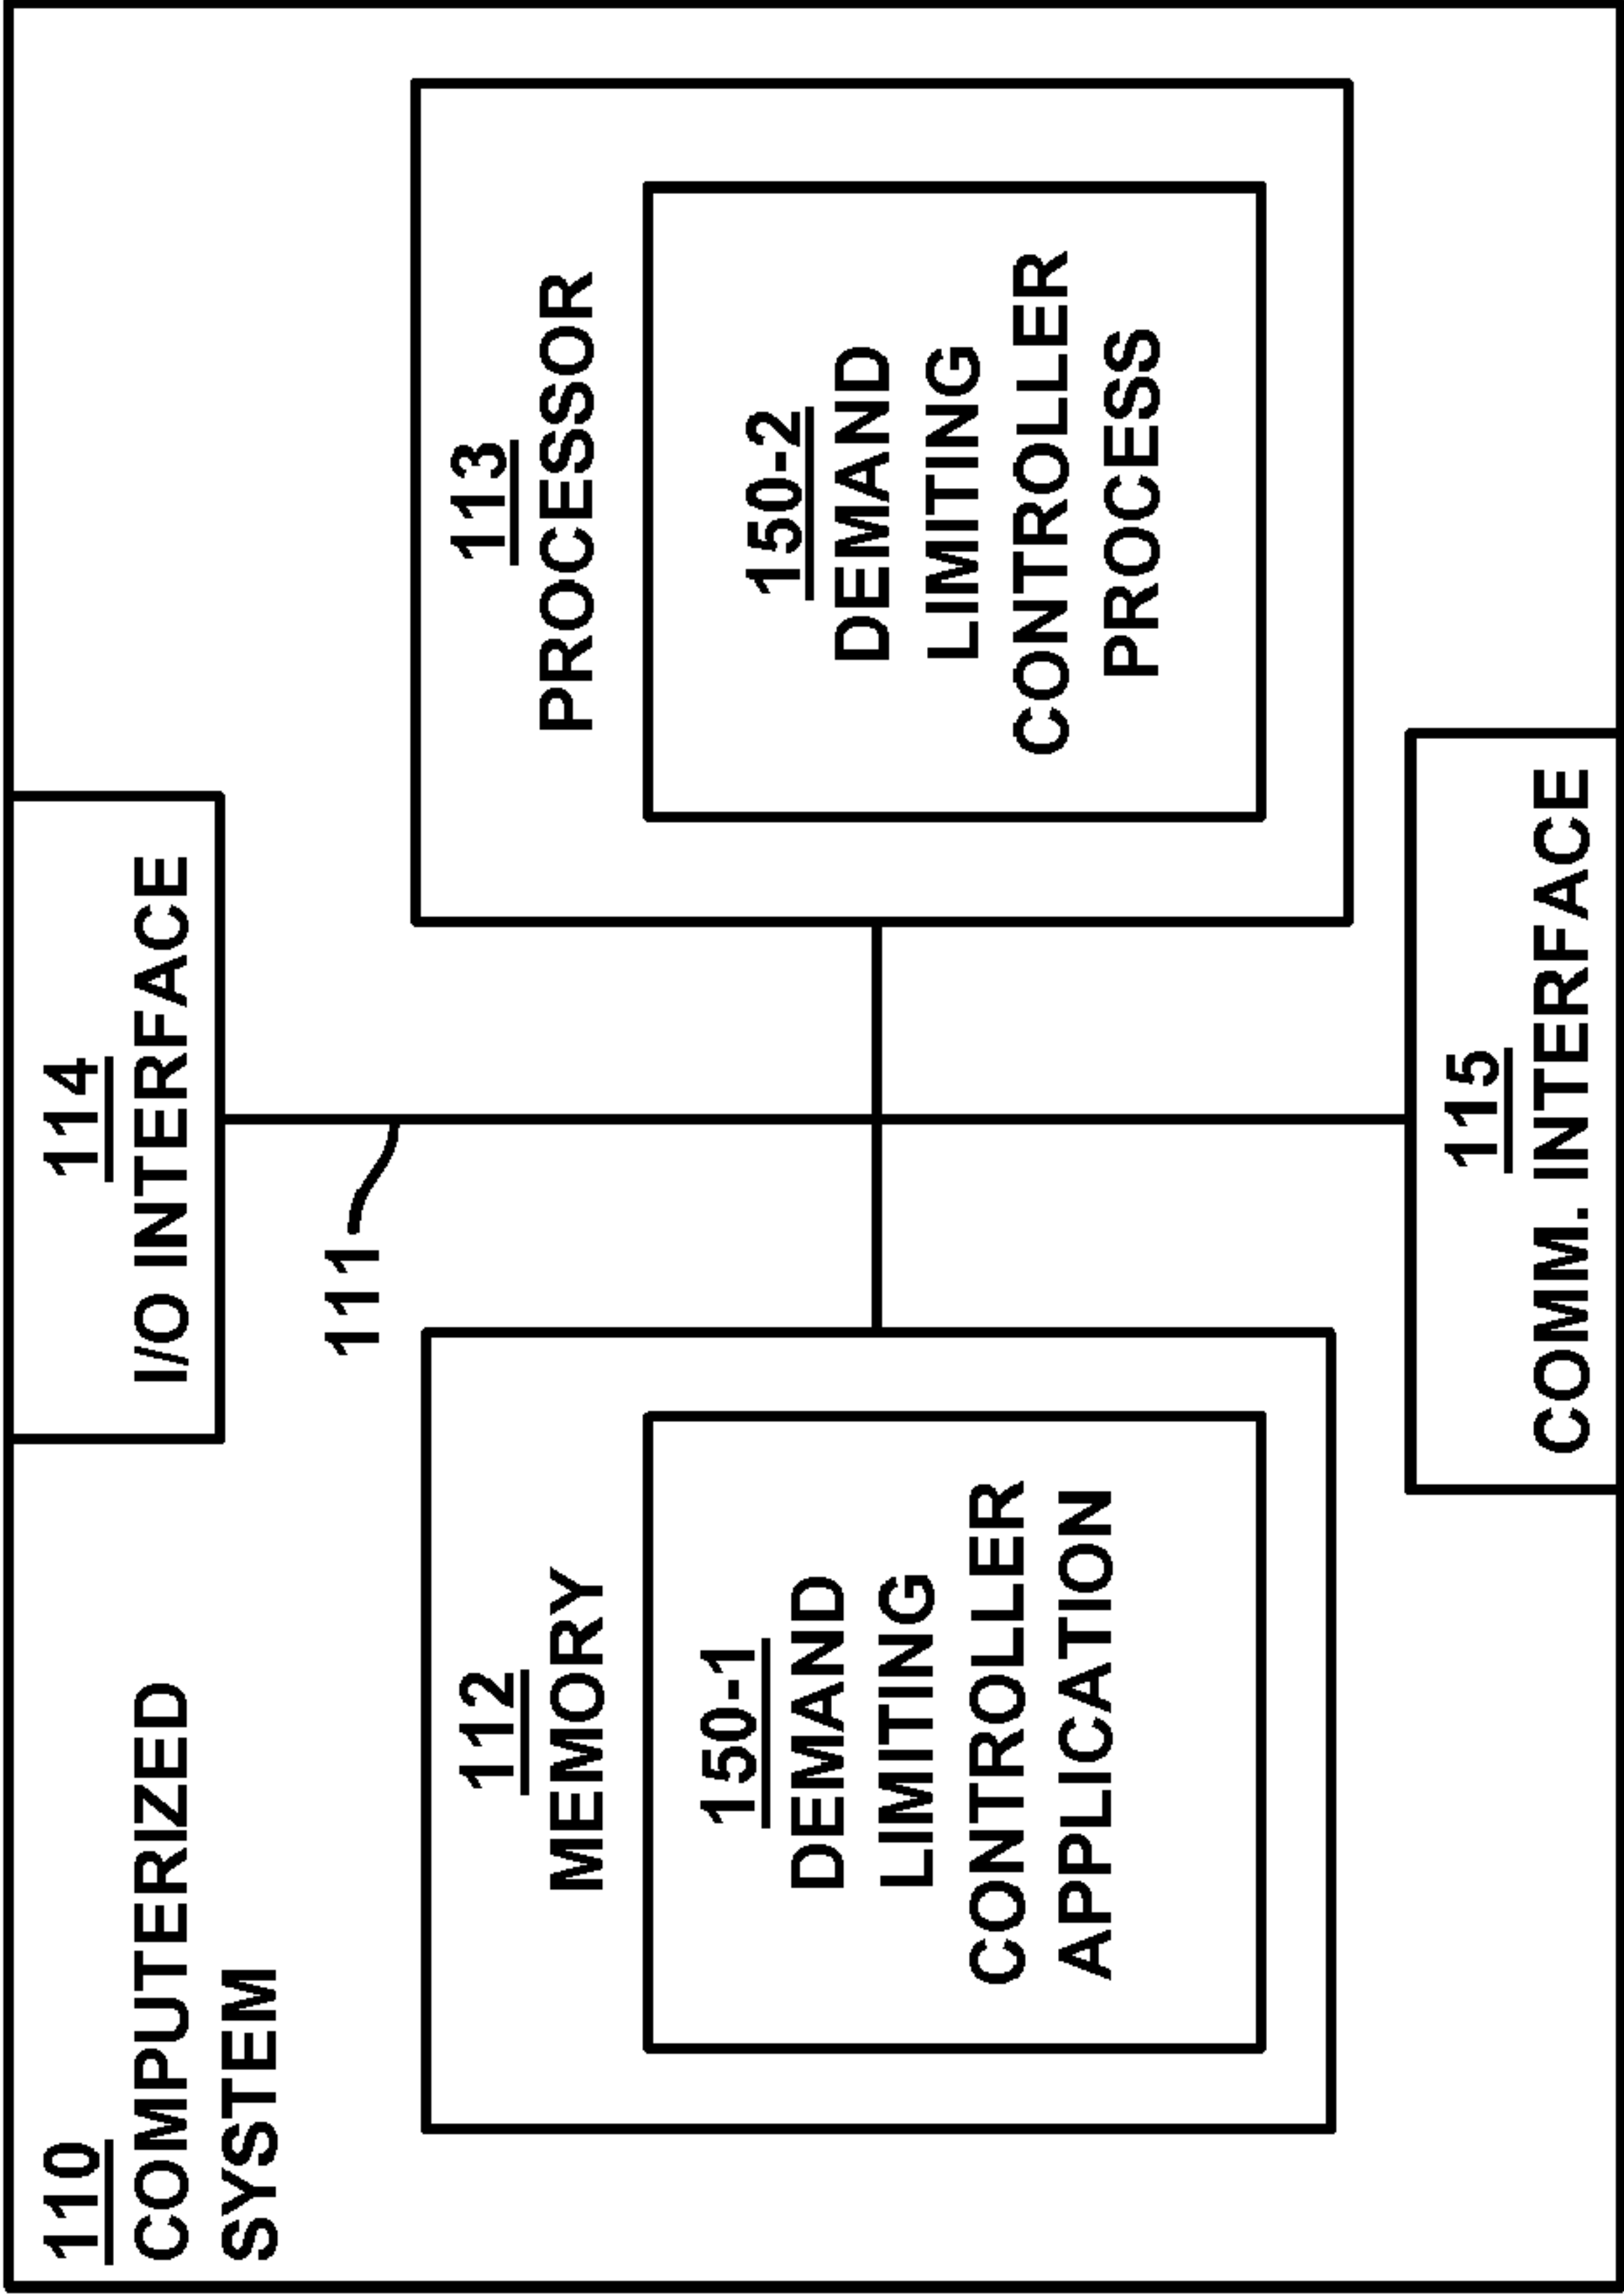 110
COMPUTERIZED
SYSTEM
114
I/O INTERFACE
111
112
MEMORY
150-1
DEMAND
LIMITING
CONTROLLER
APPLICATION
113
PROCESSOR
150-2
DEMAND
LIMITING
CONTROLLER
PROCESS
115
COMM. INTERFACE